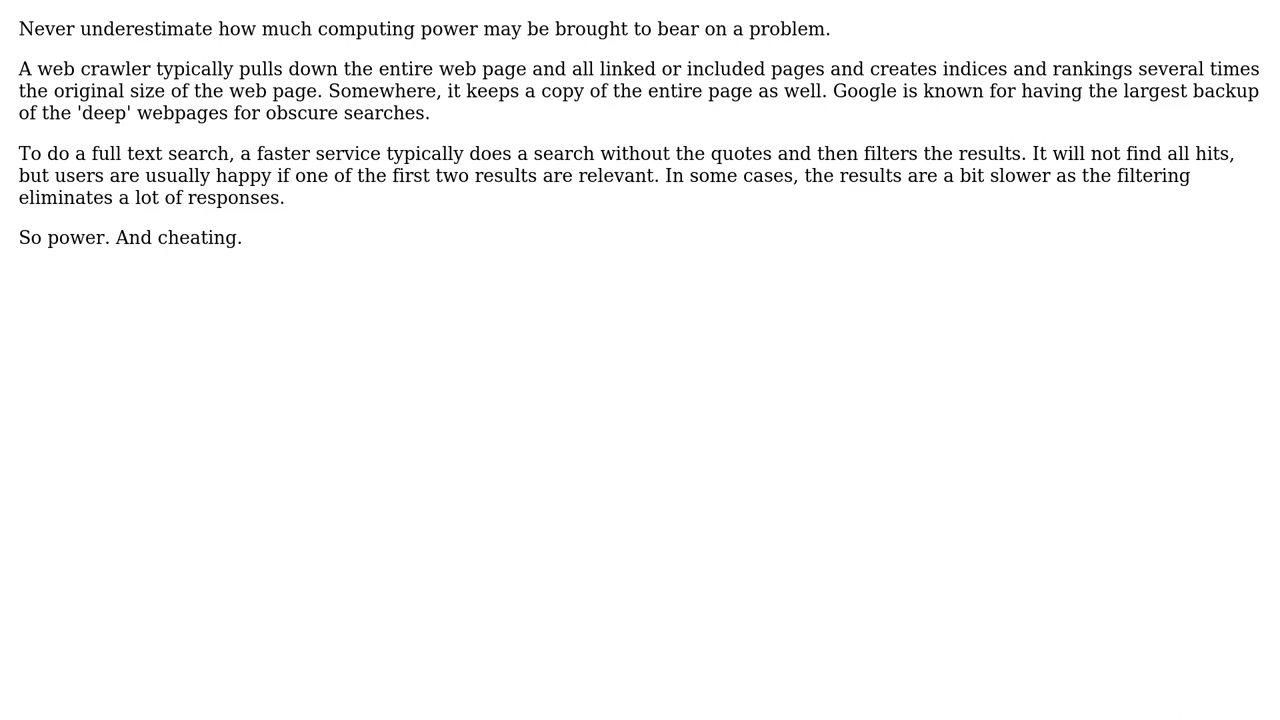 Never underestimate how much computing power may be brought to bear on a problem.
A web crawler typically pulls down the entire web page and all linked or included pages and creates indices and rankings several times
the original size of the web page. Somewhere, it keeps a copy of the entire page as well. Google is known for having the largest backup
of the 'deep' webpages for obscure searches.
To do a full text search, a faster service typically does a search without the quotes and then filters the results. It will not find all hits,
but users are usually happy if one of the first two results are relevant. In some cases, the results are a bit slower as the filtering
eliminates a lot of responses.
So power. And cheating.